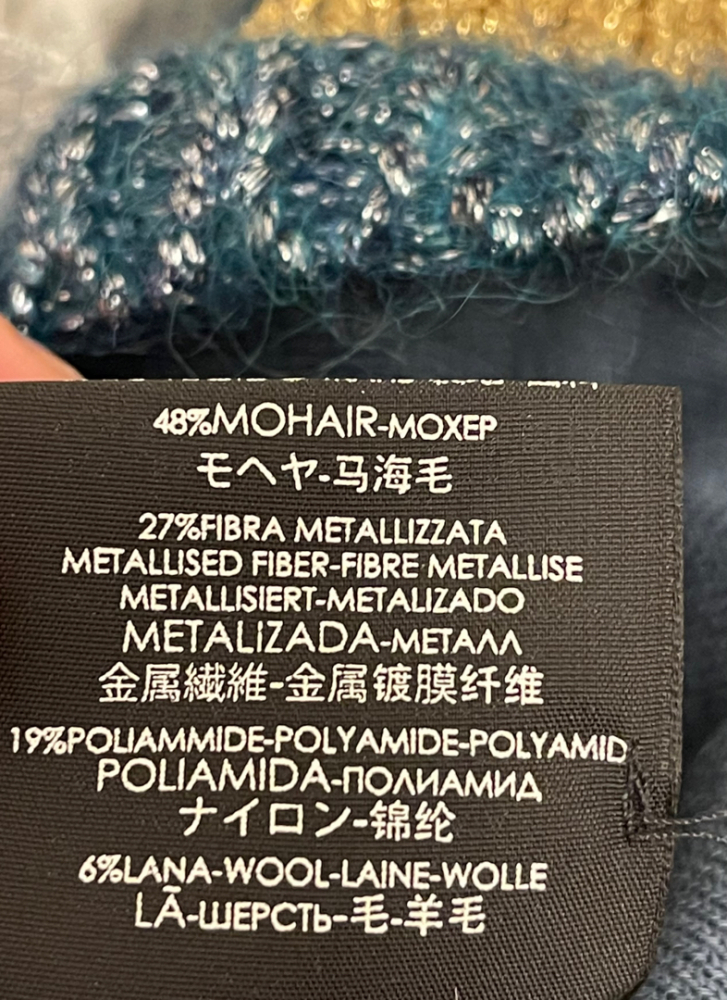 48%MOHAIR-МОХЕР
モヘヤ-马海毛
27%FIBRA METALLIZZATA
METALLISED FIBER-FIBRE METALLISE
METALLISIERT-METALIZADO
METALIZADA-МЕТАЛЛ
金属繊維-金属镀膜纤维
19%POLIAMMIDE-POLYAMIDE-POLYAMID
POLIAMIDA-ПОЛИАМИД
ナイロン-锦纶
6%LANA-WOOL-LAINE-WOLLE
LĀ-ШЕРСТЬ-毛-羊毛